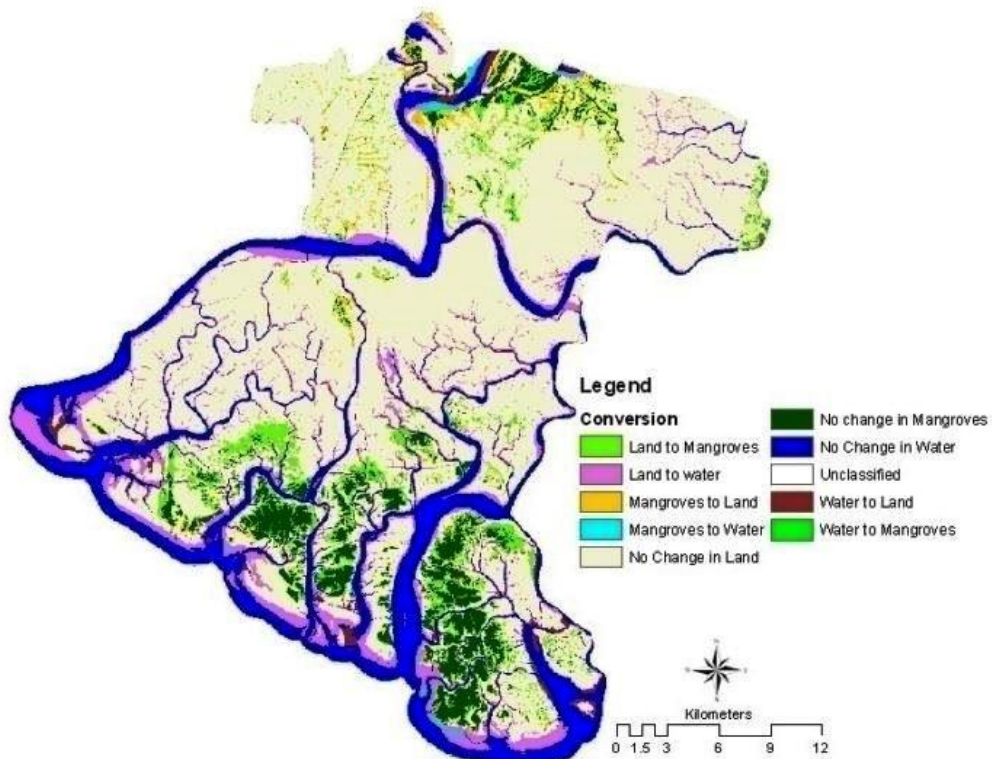 Legend
Conversion
Land to Mangroves
Land to water
Mangroves to Land
Mangroves to Water
No Change in Land
No change in Mangroves
No Change in Water
Unclassified
Water to Land
Water to Mangroves
Kilometers
0 1.5 3 6 9 12